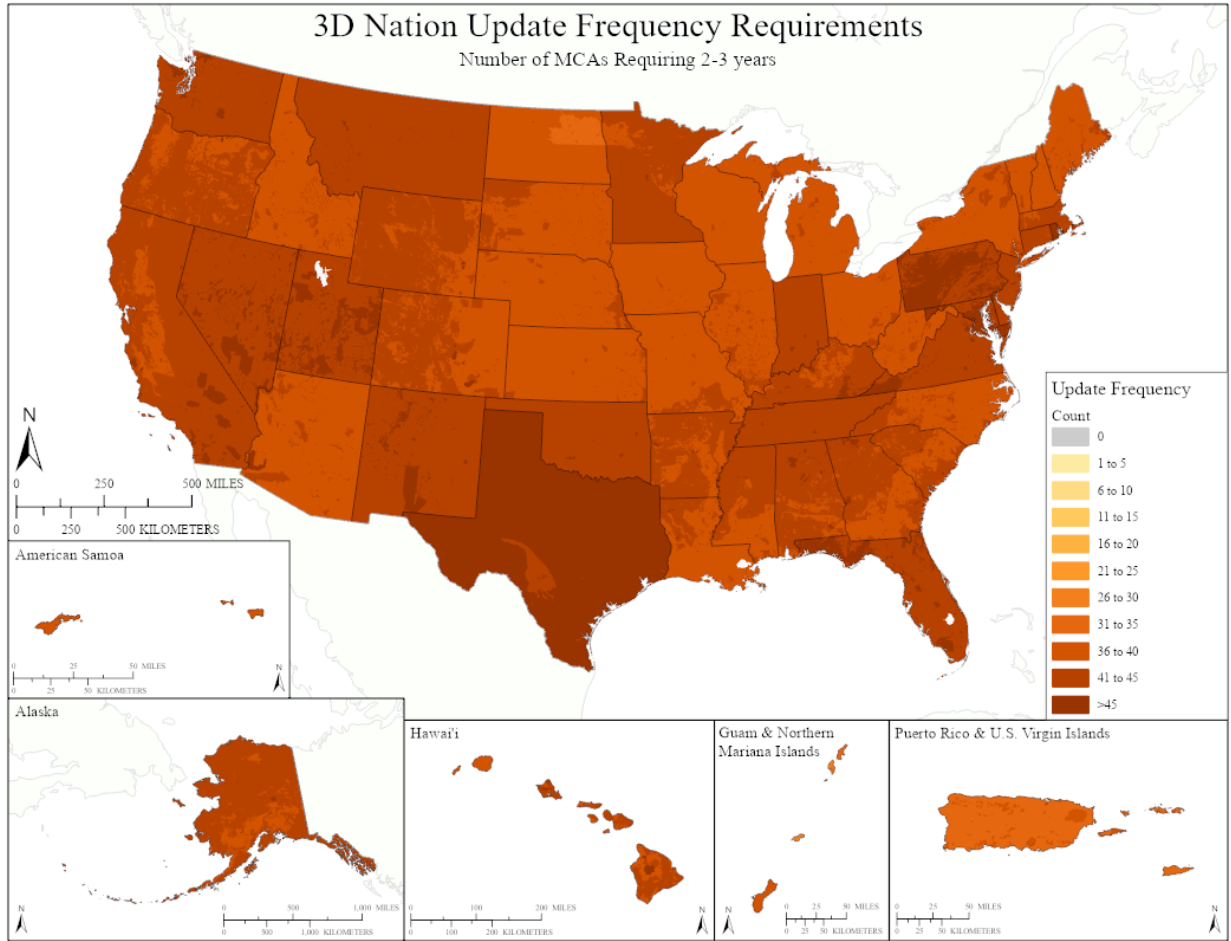 3D Nation Update Frequency Requirements
Number of MCAs Requiring 2-3 years
N
0 250 500 MILES
0 250 500 KILOMETERS
Update Frequency
Count
0
1 to 5
6 to 10
11 to 15
16 to 20
21 to 25
26 to 30
31 to 35
36 to 40
41 to 45
>45
American Samoa
0 25 50 MILES
0 25 50 KILOMETERS
N
Alaska
0 500 1,000 MILES
0 500 1,000 KILOMETERS
N
Hawai'i
0 100 200 MILES
0 100 200 KILOMETERS
N
Guam & Northern
Mariana Islands
0 25 50 MILES
0 25 50 KILOMETERS
N
Puerto Rico & U.S. Virgin Islands
0 25 50 MILES
0 25 50 KILOMETERS
N